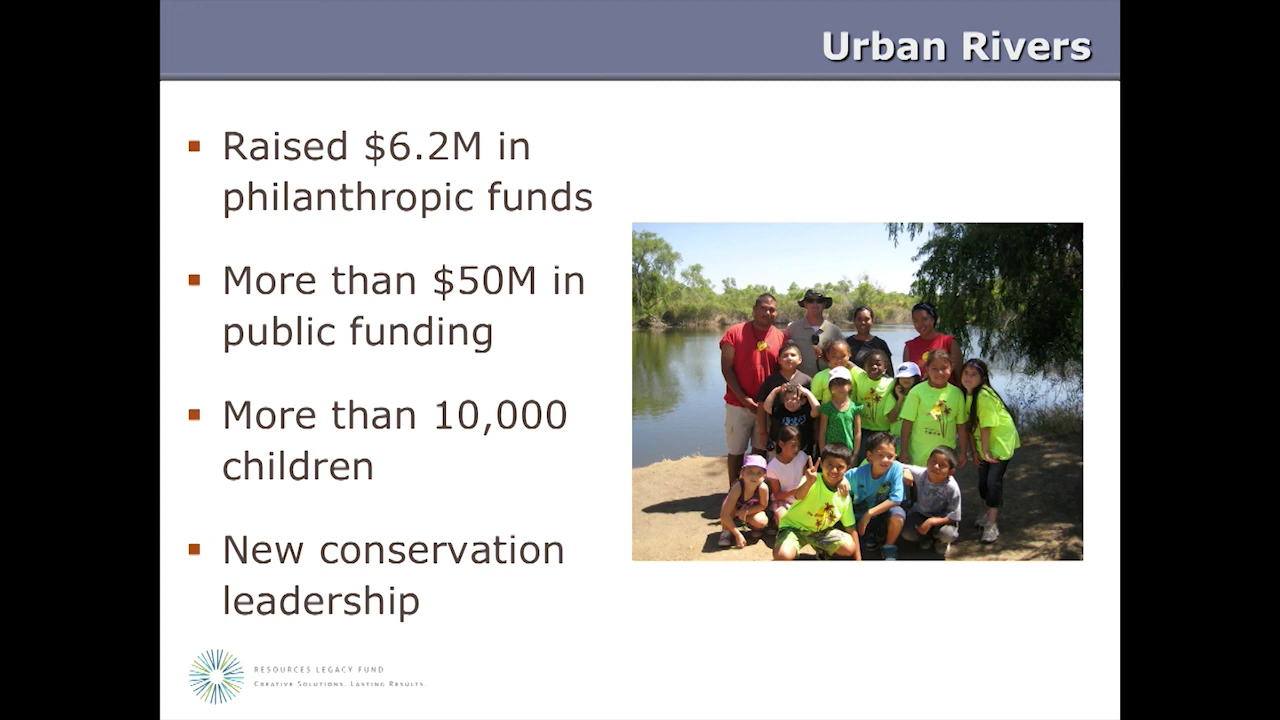 Urban Rivers
Raised $6.2M in
philanthropic funds
More than $50M in
public funding
More than 10,000
children
New conservation
leadership
RESOURCES LEGACY FUND
CREATIVE SOLUTIONS. LASTING RESULTS.